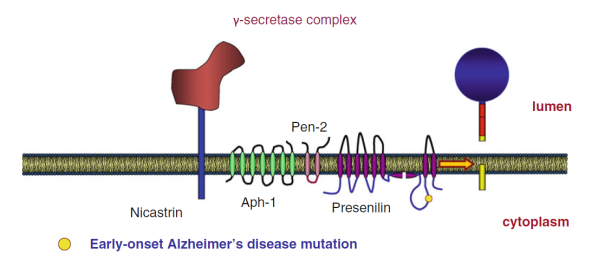 γ-secretase complex
lumen
Pen-2
Aph-1
Presenilin
Nicastrin
cytoplasm
Early-onset Alzheimer's disease mutation